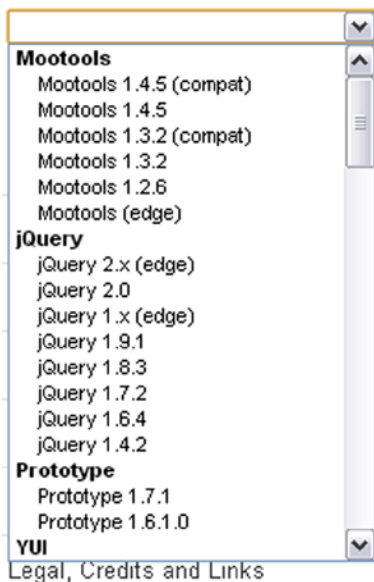 Mootools
Mootools 1.4.5 (compat)
Mootools 1.4.5
Mootools 1.3.2 (compat)
Mootools 1.3.2
Mootools 1.2.6
Mootools (edge)
jQuery
jQuery 2.x (edge)
jQuery 2.0
jQuery 1.x (edge)
jQuery 1.9.1
jQuery 1.8.3
jQuery 1.7.2
jQuery 1.6.4
jQuery 1.4.2
Prototype
Prototype 1.7.1
Prototype 1.6.1.0
YUI
Legal, Credits and Links